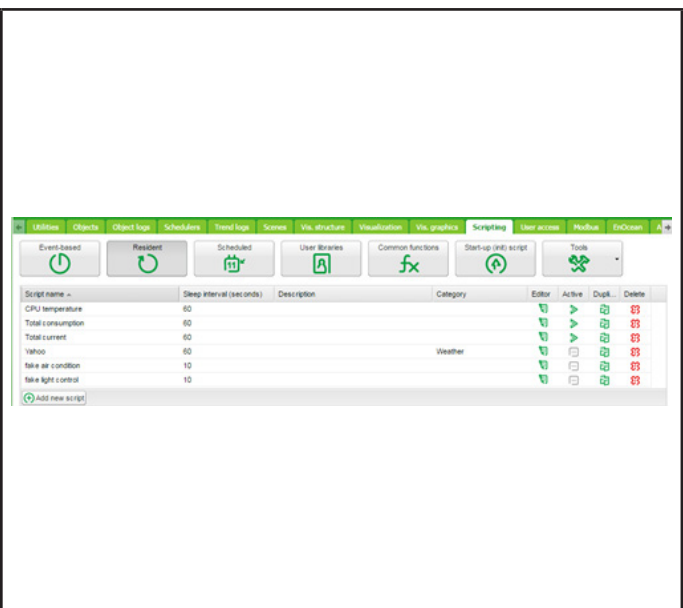 Utilities Objects Object logs Schedulers Trend logs Scenes Vis. structure Visualization Vis. graphics Scripting User access Modbus EnOcean A
Event-based Resident Scheduled User libraries Common functions Start-up (init) script Tools
11
Script name Sleep interval (seconds) Description Category Editor Active Dupli... Delete
CPU temperature 60
Total consumption 60
Total current 60
Yahoo 60 Weather
fake air condition 10
fake light control 10
Add new script